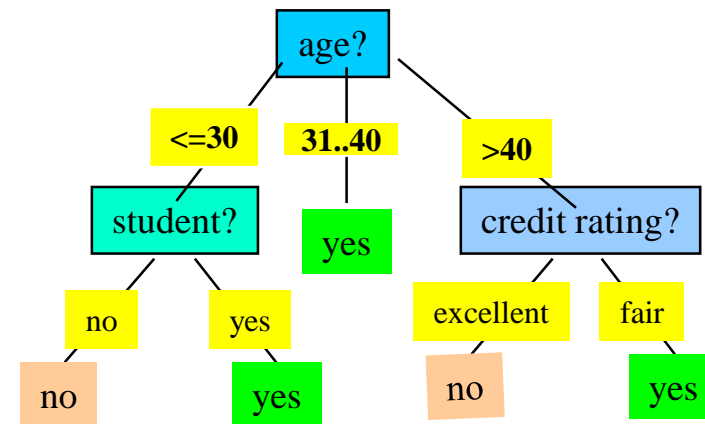 age?
<=30
31..40
>40
student?
yes
credit rating?
no
yes
excellent
fair
no
yes
no
yes